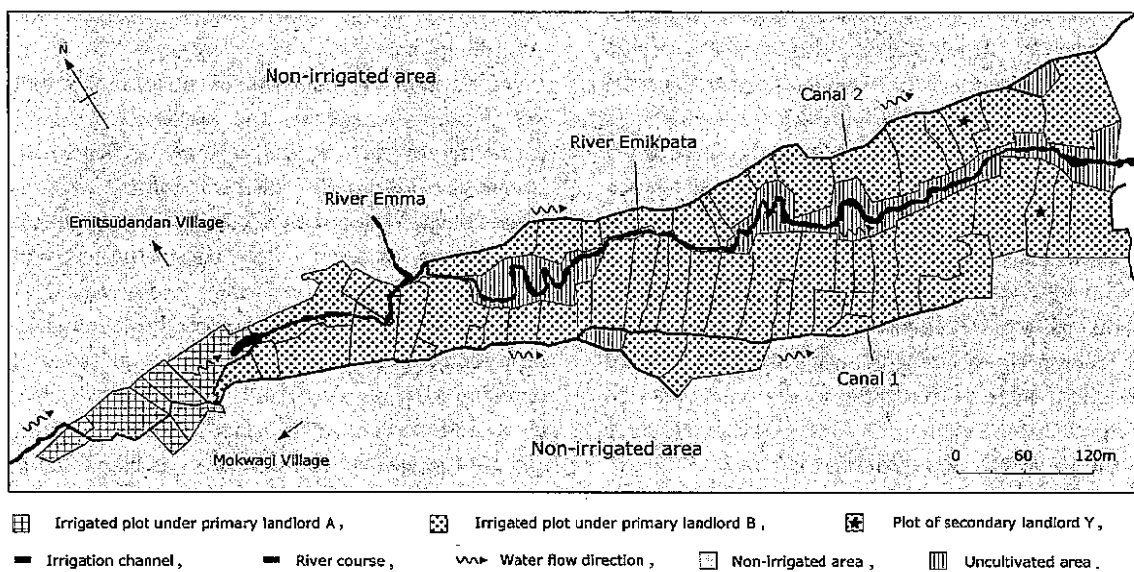 N
Non-irrigated area
Canal 2
River Emikpata
River Emma
Emitsudandan Village
Canal 1
Mokwagi Village
Non-irrigated area
0 60 120m
Irrigated plot under primary landlord A, Irrigated plot under primary landlord B, Plot of secondary landlord Y,
Irrigation channel, River course, Water flow direction, Non-irrigated area, Uncultivated area.